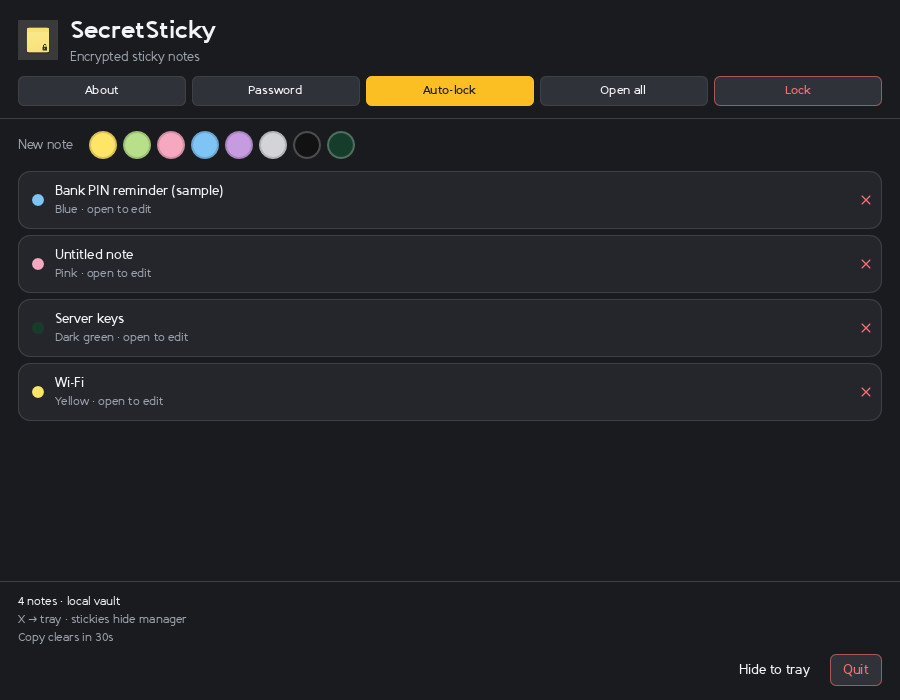 SecretSticky
Encrypted sticky notes
About
Password
Auto-lock
Open all
Lock
New note
Bank PIN reminder (sample)
Blue · open to edit
Untitled note
Pink · open to edit
Server keys
Dark green · open to edit
Wi-Fi
Yellow · open to edit
4 notes · local vault
X → tray · stickies hide manager
Copy clears in 30s
Hide to tray
Quit